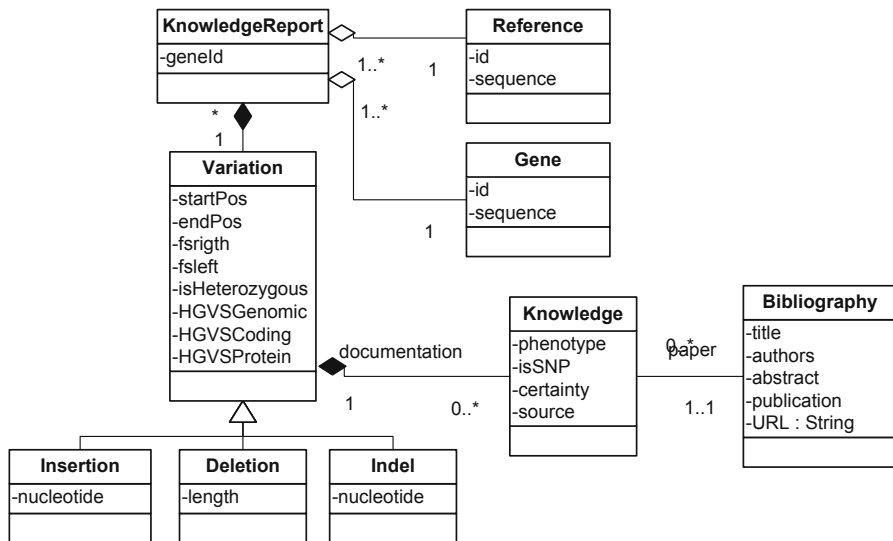 KnowledgeReport
-geneId
Reference
-id
-sequence
1..*
1
1..*
Gene
-id
-sequence
1
*
1
Variation
-startPos
-endPos
-fsrigth
-fsleft
-isHeterozygous
-HGVSGenomic
-HGVSCoding
-HGVSProtein
documentation
1
0..*
Knowledge
-phenotype
-isSNP
-certainty
-source
0..*
paper
1..1
Bibliography
-title
-authors
-abstract
-publication
-URL : String
Insertion
-nucleotide
Deletion
-length
Indel
-nucleotide